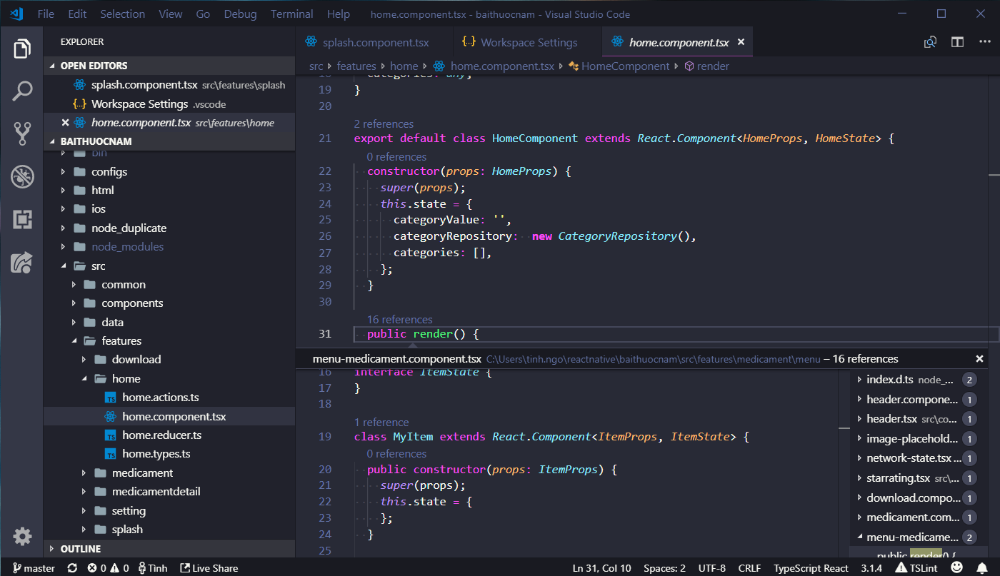 File Edit Selection View Go Debug Terminal Help home.component.tsx - baithuocnam - Visual Studio Code
EXPLORER
OPEN EDITORS
splash.component.tsx src\features\splash
Workspace Settings .vscode
home.component.tsx src\features\home
BAITHUOCNAM
bin
configs
html
ios
node_duplicate
node_modules
src
common
components
data
features
download
home
home.actions.ts
home.component.tsx
home.reducer.ts
home.types.ts
medicament
medicamentdetail
setting
splash
OUTLINE
splash.component.tsx {..} Workspace Settings home.component.tsx
src features home home.component.tsx HomeComponent render
18 categories: any;
19 }
20
2 references
21 export default class HomeComponent extends React.Component<HomeProps, HomeState> {
0 references
22 constructor(props: HomeProps) {
23 super(props);
24 this.state = {
25 categoryValue: '',
26 categoryRepository: new CategoryRepository(),
27 categories: [],
28 };
29 }
30
16 references
31 public render() {
menu-medicament.component.tsx C:\Users\tinh.ngo\reactnative\baithuocnam\src\features\medicament\menu – 16 references
16 interface ItemState {
17 }
18
1 reference
19 class MyItem extends React.Component<ItemProps, ItemState> {
0 references
20 public constructor(props: ItemProps) {
21 super(props);
22 this.state = {
23 };
24 }
25
index.d.ts node_... 2
header.compone... 1
header.tsx src\co... 1
image-placehold... 1
network-state.tsx ... 1
starrating.tsx src\... 1
download.compo... 1
medicament.com... 1
menu-medicame... 2
public render() {
master 0 0 Tinh Live Share Ln 31, Col 10 Spaces: 2 UTF-8 CRLF TypeScript React 3.1.4 TSLint